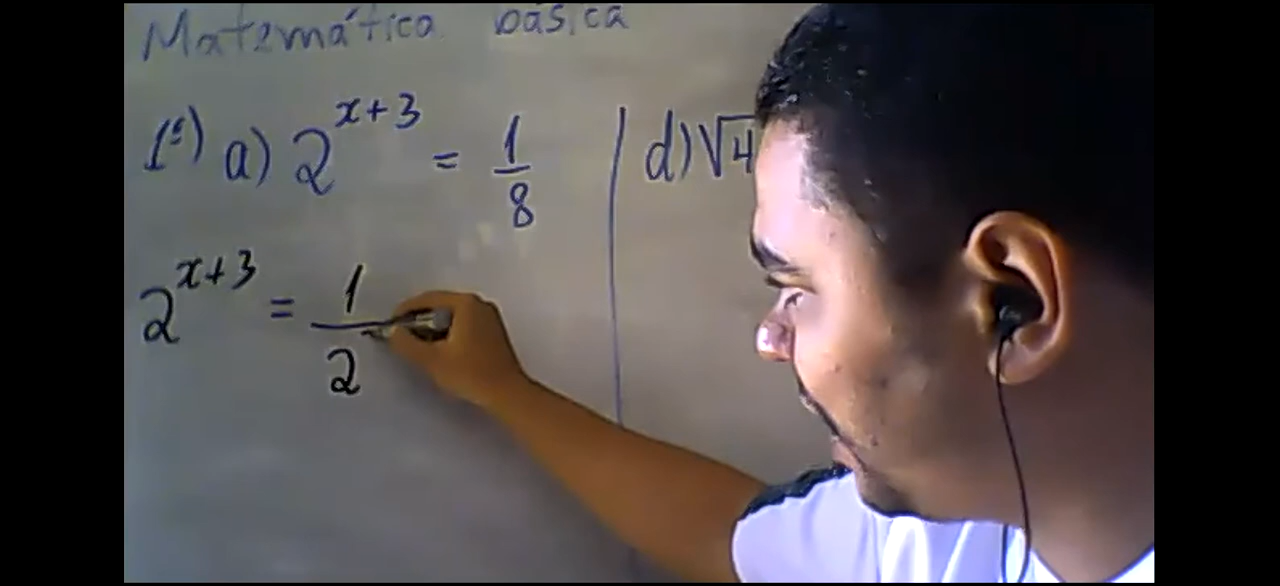 Matemática básica
1º) a) 2^{x+3} = 1/8
d) √4
2^{x+3} = 1/2